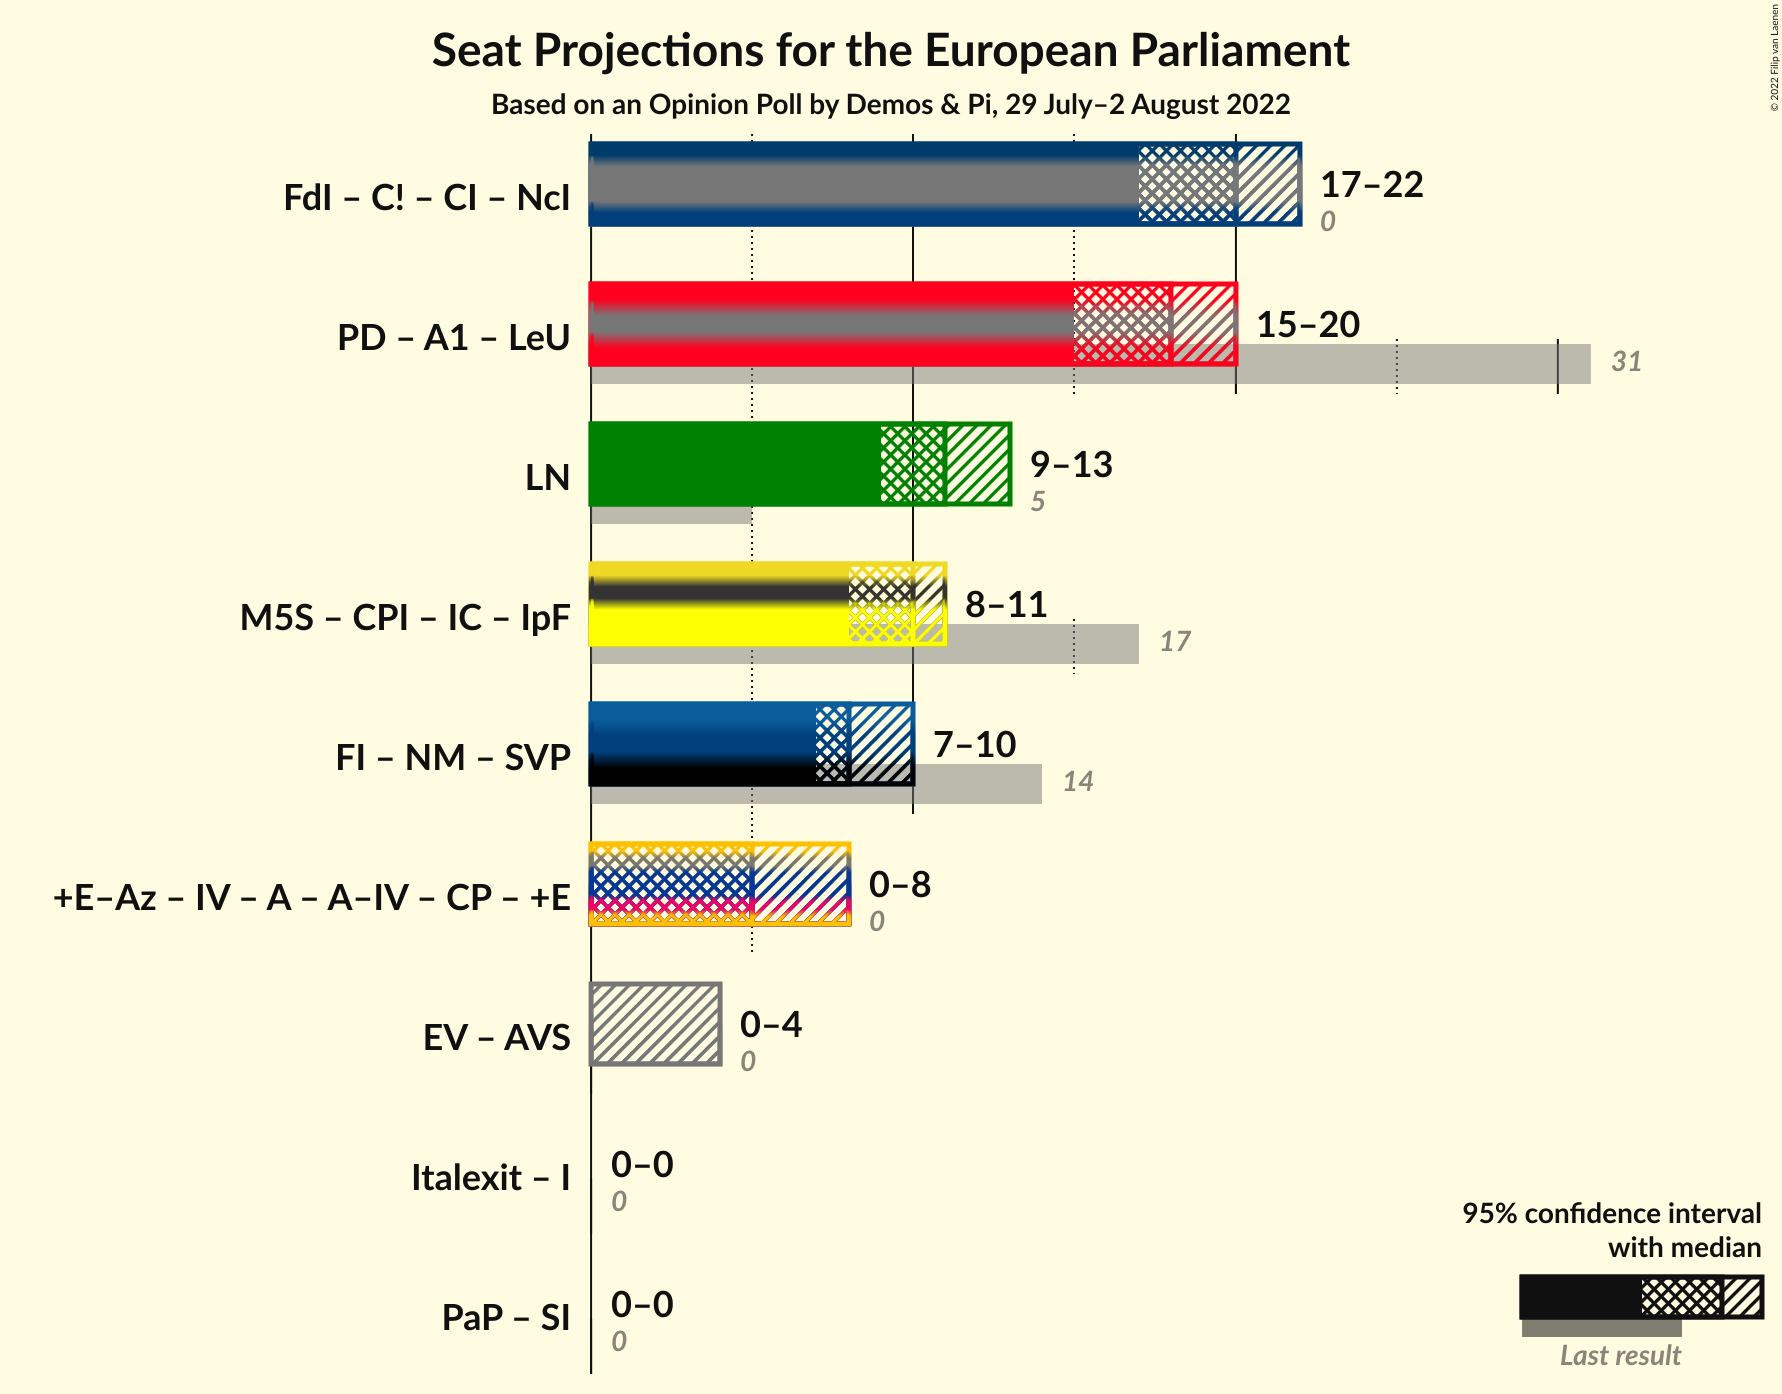 Seat Projections for the European Parliament
Based on an Opinion Poll by Demos & Pi, 29 July–2 August 2022
© 2022 Filip van Laenen
FdI – C! – CI – NcI
17–22
0
PD – A1 – LeU
15–20
31
LN
9–13
5
M5S – CPI – IC – IpF
8–11
17
FI – NM – SVP
7–10
14
+E–Az – IV – A – A–IV – CP – +E
0–8
0
EV – AVS
0–4
0
Italexit – I
0–0
0
PaP – SI
0–0
0
95% confidence interval
with median
Last result